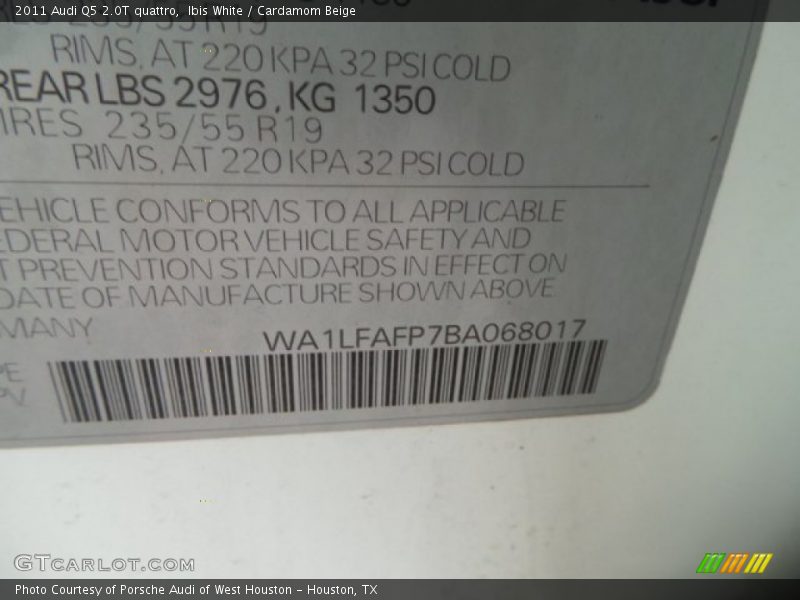 2011 Audi Q5 2.0T quattro, Ibis White / Cardamom Beige
RIMS, AT 220 KPA 32 PSI COLD
REAR LBS 2976, KG 1350
235/55 R19
RIMS, AT 220 KPA 32 PSI COLD
EHICLE CONFORMS TO ALL APPLICABLE
EDERAL MOTOR VEHICLE SAFETY AND
T PREVENTION STANDARDS IN EFFECT ON
DATE OF MANUFACTURE SHOWN ABOVE
MANY
WA1LFAFP7BA068017
PE
PV
GTCARLOT.COM
Photo Courtesy of Porsche Audi of West Houston - Houston, TX